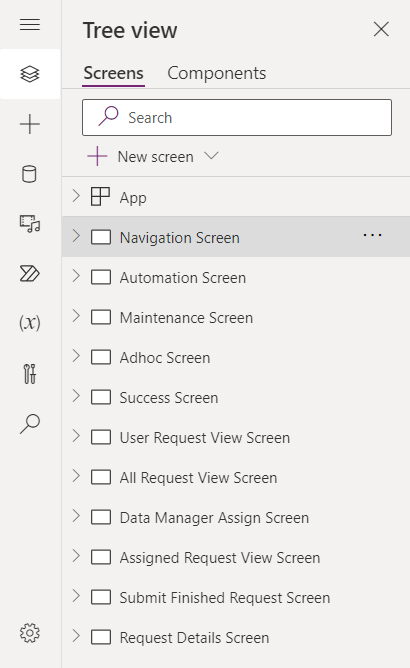 Tree view
Screens Components
Search
New screen
App
Navigation Screen
Automation Screen
Maintenance Screen
Adhoc Screen
Success Screen
User Request View Screen
All Request View Screen
(x)
Data Manager Assign Screen
Assigned Request View Screen
Submit Finished Request Screen
Request Details Screen